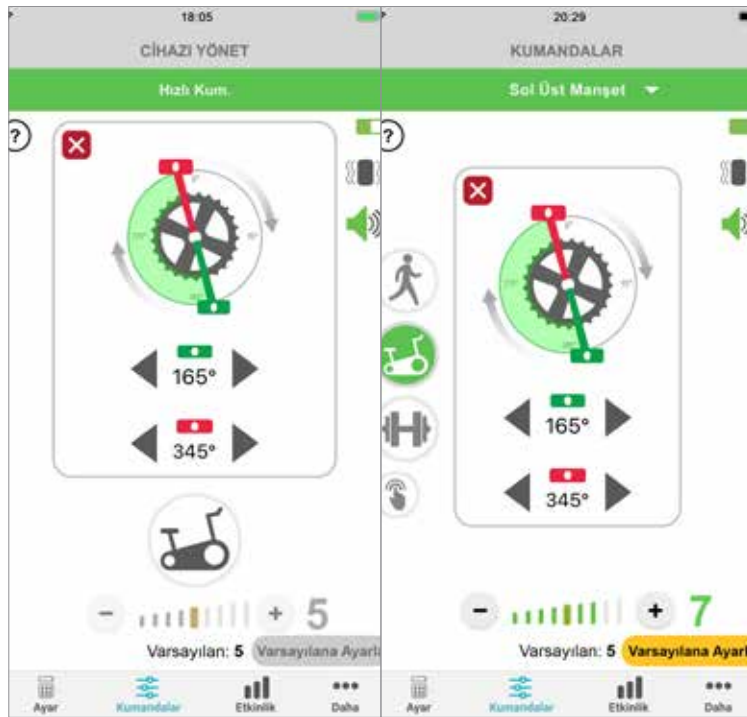 18:05
CİHAZI YÖNET
Hızlı Kum.
?
165°
345°
5
Varsayılan: 5 Varsayılana Ayarla
Ayar Kumandalar Etkinlik Daha
20:29
KUMANDALAR
Sol Üst Manşet
?
165°
345°
7
Varsayılan: 5 Varsayılana Ayarl
Ayar Kumandalar Etkinlik Daha